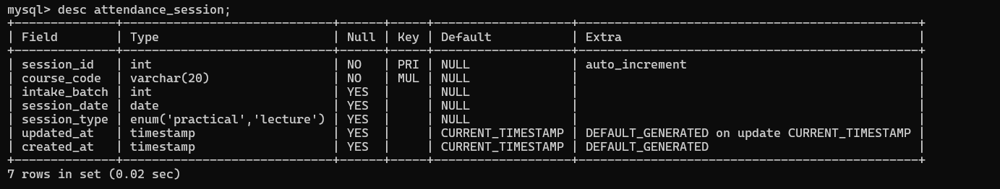 mysql> desc attendance_session;
+--------------+-----------------------------+------+-----+-------------------+-----------------------------------------------+
| Field        | Type                        | Null | Key | Default           | Extra                                         |
+--------------+-----------------------------+------+-----+-------------------+-----------------------------------------------+
| session_id   | int                         | NO   | PRI | NULL              | auto_increment                                |
| course_code  | varchar(20)                 | NO   | MUL | NULL              |                                               |
| intake_batch | int                         | YES  |     | NULL              |                                               |
| session_date | date                        | YES  |     | NULL              |                                               |
| session_type | enum('practical','lecture') | YES  |     | NULL              |                                               |
| updated_at   | timestamp                   | YES  |     | CURRENT_TIMESTAMP | DEFAULT_GENERATED on update CURRENT_TIMESTAMP |
| created_at   | timestamp                   | YES  |     | CURRENT_TIMESTAMP | DEFAULT_GENERATED                             |
+--------------+-----------------------------+------+-----+-------------------+-----------------------------------------------+
7 rows in set (0.02 sec)